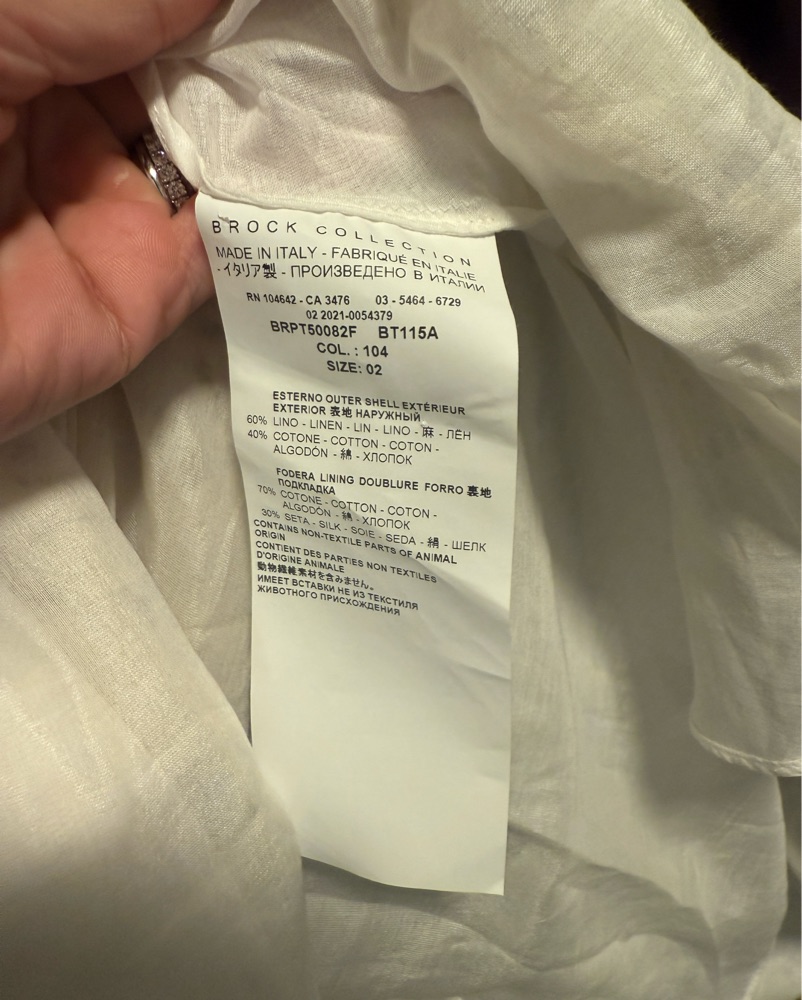 BROCK COLLECTION
MADE IN ITALY - FABRIQUÉ EN ITALIE
- イタリア製 - ПРОИЗВЕДЕНО В ИТАЛИИ
RN 104642 - CA 3476 03 - 5464 - 6729
02 2021-0054379
BRPT50082F BT115A
COL. : 104
SIZE: 02
ESTERNO OUTER SHELL EXTÉRIEUR
EXTERIOR 表地 НАРУЖНЫЙ
60% LINO - LINEN - LIN - LINO - 麻 - ЛЁН
40% COTONE - COTTON - COTON -
ALGODÓN - 綿 - ХЛОПОК
FODERA LINING DOUBLURE FORRO 裏地
ПОДКЛАДКА
70% COTONE - COTTON - COTON -
ALGODÓN - 綿 - ХЛОПОК
30% SETA - SILK - SOIE - SEDA - 絹 - ШЕЛК
CONTAINS NON-TEXTILE PARTS OF ANIMAL
ORIGIN
CONTIENT DES PARTIES NON TEXTILES
D'ORIGINE ANIMALE
動物繊維素材を含みません。
ИМЕЕТ ВСТАВКИ НЕ ИЗ ТЕКСТИЛЯ
ЖИВОТНОГО ПРИСХОЖДЕНИЯ